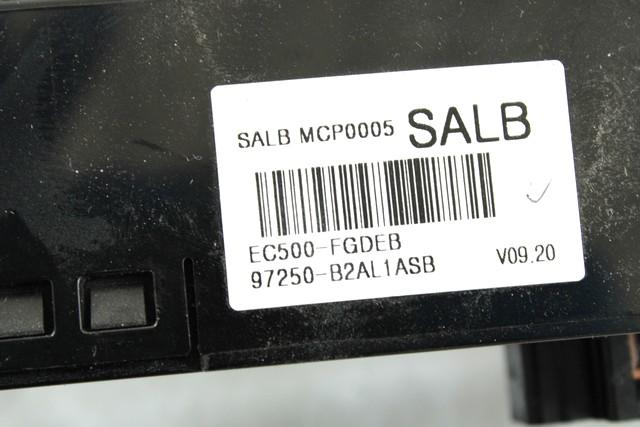 SALB MCP0005 SALB
EC500-FGDEB
97250-B2AL1ASB V09.20